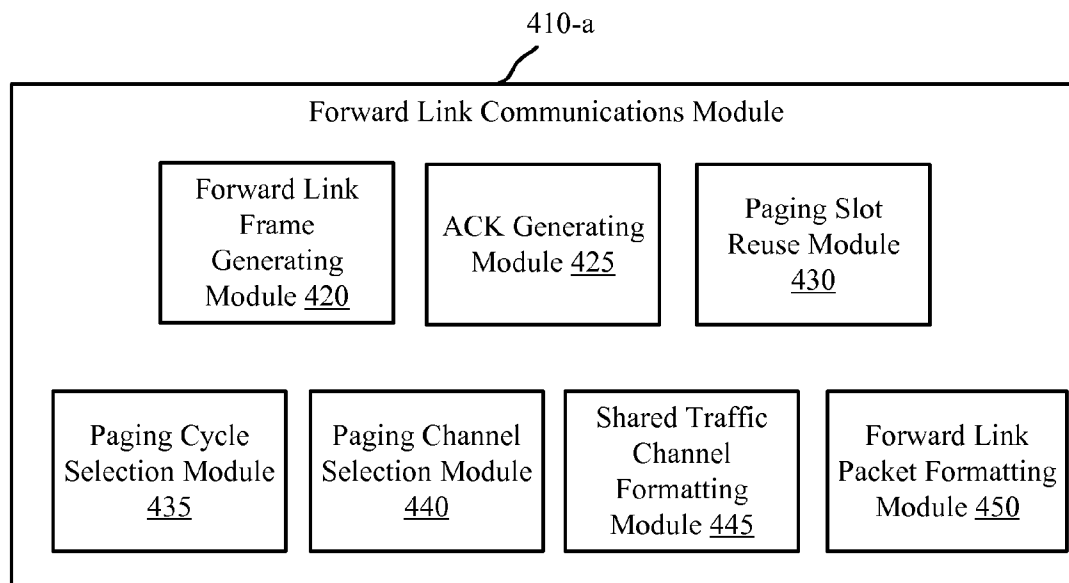 410-a
Forward Link Communications Module
Forward Link
Frame
Generating
Module 420
ACK Generating
Module 425
Paging Slot
Reuse Module
430
Paging Cycle
Selection Module
435
Paging Channel
Selection Module
440
Shared Traffic
Channel
Formatting
Module 445
Forward Link
Packet Formatting
Module 450